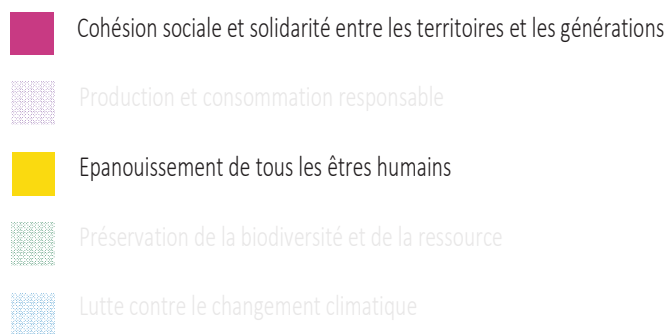 Cohésion sociale et solidarité entre les territoires et les générations
Production et consommation responsable
Epanouissement de tous les êtres humains
Préservation de la biodiversité et de la ressource
Lutte contre le changement climatique